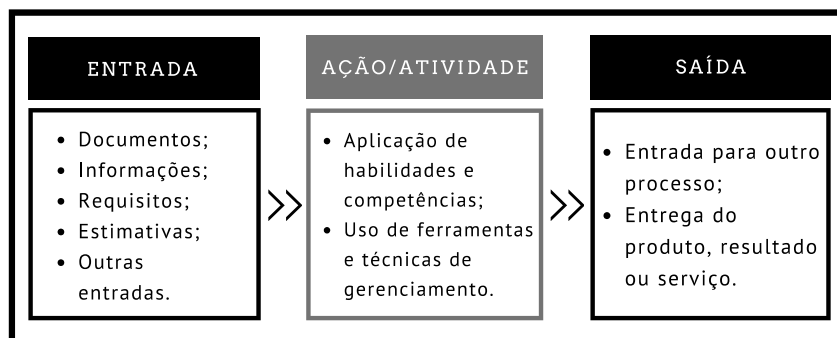 ENTRADA
• Documentos;
• Informações;
• Requisitos;
• Estimativas;
• Outras
entradas.
AÇÃO/ATIVIDADE
• Aplicação de
habilidades e
competências;
• Uso de ferramentas
e técnicas de
gerenciamento.
SAÍDA
• Entrada para outro
processo;
• Entrega do
produto, resultado
ou serviço.